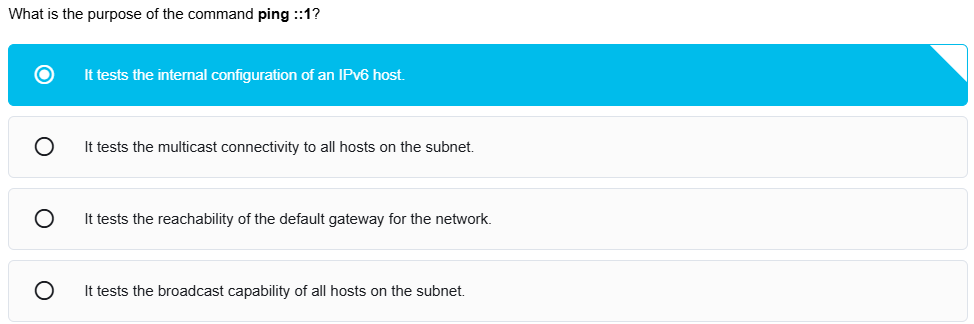 What is the purpose of the command ping ::1?
It tests the internal configuration of an IPv6 host.
It tests the multicast connectivity to all hosts on the subnet.
It tests the reachability of the default gateway for the network.
It tests the broadcast capability of all hosts on the subnet.